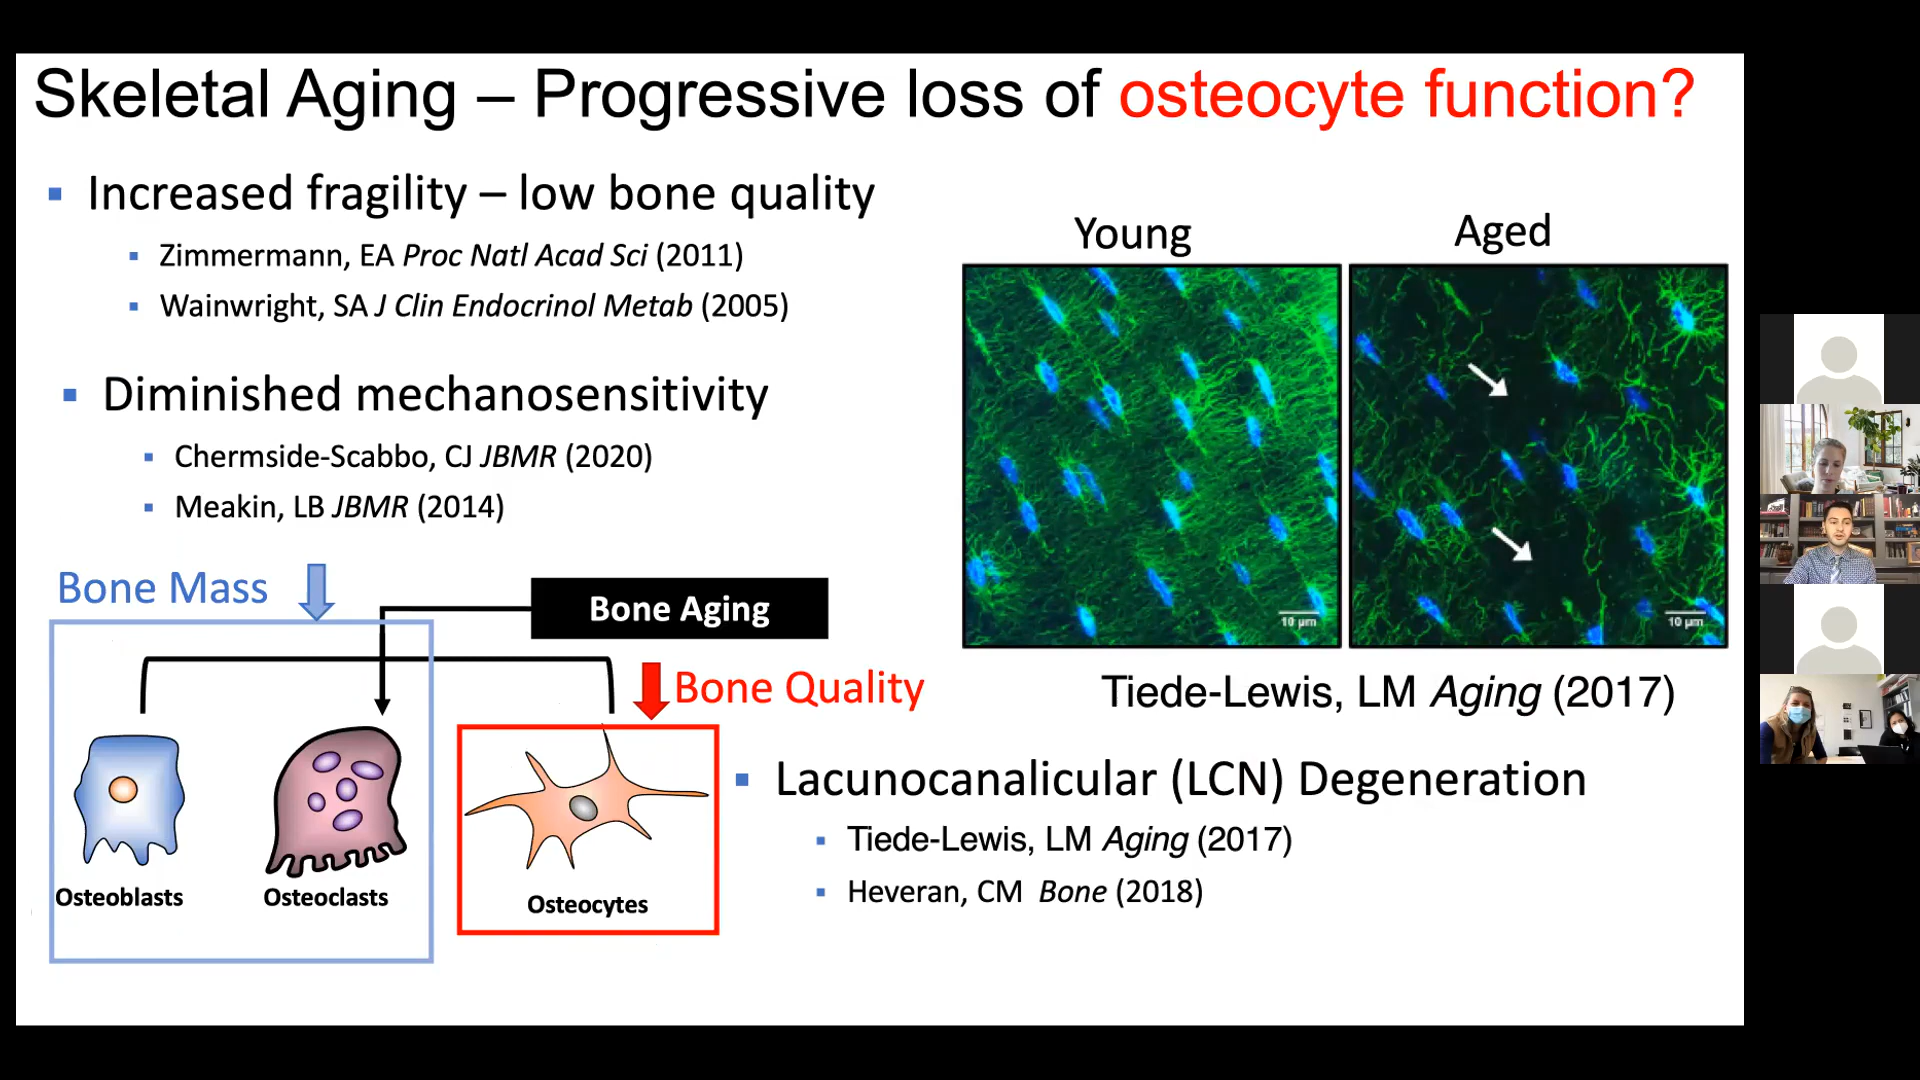 Skeletal Aging – Progressive loss of osteocyte function?
Increased fragility – low bone quality
Zimmermann, EA Proc Natl Acad Sci (2011)
Wainwright, SA J Clin Endocrinol Metab (2005)
Diminished mechanosensitivity
Chermside-Scabbo, CJ JBMR (2020)
Meakin, LB JBMR (2014)
Bone Mass
Bone Aging
Bone Quality
Osteoblasts
Osteoclasts
Osteocytes
Young
Aged
10 µm
10 µm
Tiede-Lewis, LM Aging (2017)
Lacunocanalicular (LCN) Degeneration
Tiede-Lewis, LM Aging (2017)
Heveran, CM Bone (2018)